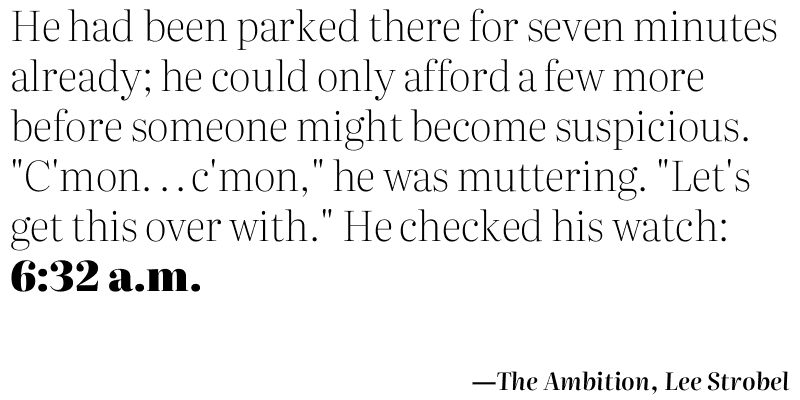 He had been parked there for seven minutes
already; he could only afford a few more
before someone might become suspicious.
"C'mon. . . c'mon," he was muttering. "Let's
get this over with." He checked his watch:
6:32 a.m.
—The Ambition, Lee Strobel